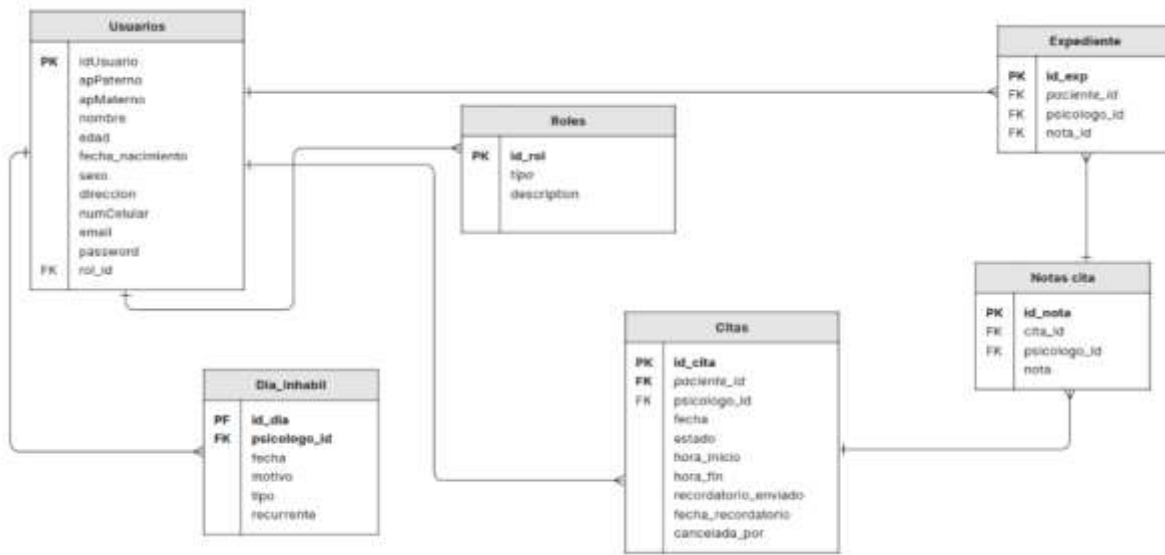 Usuarios
PK idUsuario
apPaterno
apMaterno
nombre
edad
fecha_nacimiento
sexo
direccion
numCelular
email
password
FK rol_id
Roles
PK id_rol
tipo
description
Expediente
PK id_exp
FK paciente_id
FK psicologo_id
FK nota_id
Notas cita
PK id_nota
FK cita_id
FK psicologo_id
nota
Citas
PK id_cita
FK paciente_id
FK psicologo_id
fecha
estado
hora_inicio
hora_fin
recordatorio_enviado
fecha_recordatorio
cancelada_por
Dia_inhabil
PF id_dia
FK psicologo_id
fecha
motivo
tipo
recurrente